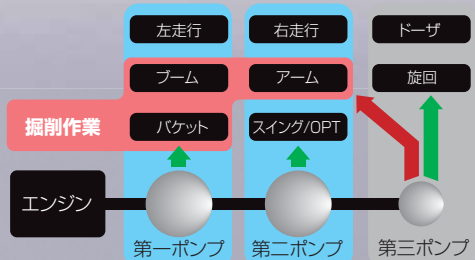 左走行
右走行
ドーザ
ブーム
アーム
旋回
掘削作業
バケット
スイング/OPT
エンジン
第一ポンプ
第二ポンプ
第三ポンプ